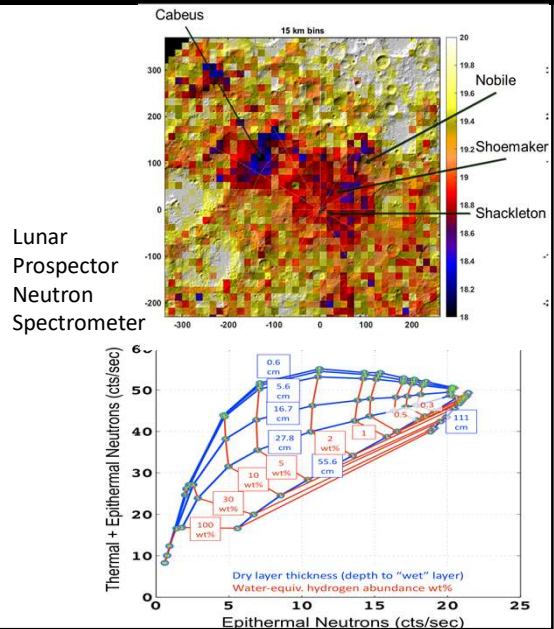 Cabeus
15 km bins
Nobile
Shoemaker
Shackleton
300
200
100
0
-100
-200
-300
-200
-100
0
100
200
20
19.8
19.6
19.4
19.2
19
18.8
18.6
18.4
18.2
18
Lunar
Prospector
Neutron
Spectrometer
Thermal + Epithermal Neutrons (cts/sec)
60
50
40
30
20
10
0
0.6
cm
5.6
cm
16.7
cm
27.8
cm
55.6
cm
111
cm
0.3
0.5
1
2
wt%
5
wt%
10
wt%
30
wt%
100
wt%
Dry layer thickness (depth to "wet" layer)
Water-equiv. hydrogen abundance wt%
0
5
10
15
20
25
Epithermal Neutrons (cts/sec)